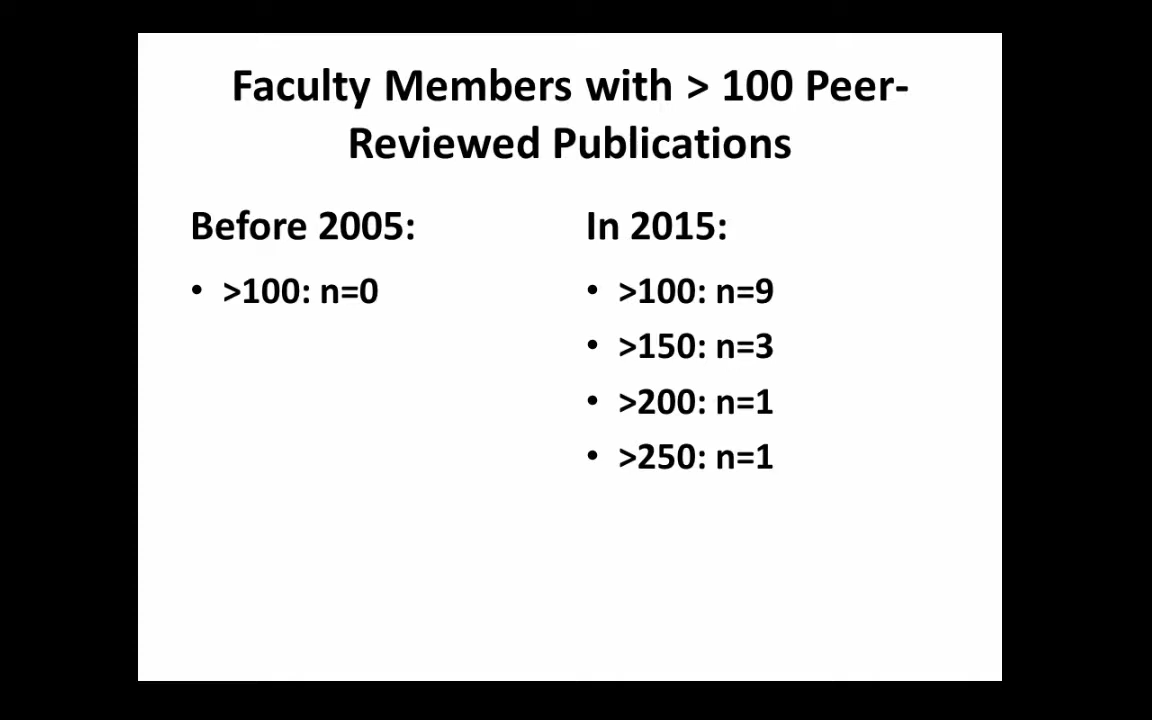 Faculty Members with > 100 Peer-
Reviewed Publications
Before 2005:
• >100: n=0
In 2015:
• >100: n=9
• >150: n=3
• >200: n=1
• >250: n=1